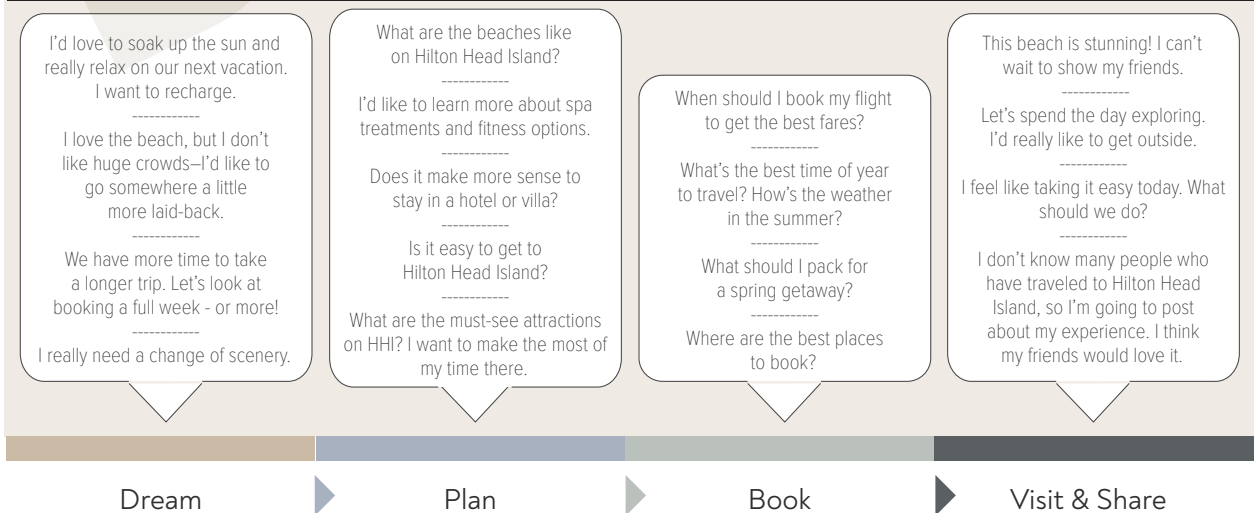 I'd love to soak up the sun and
really relax on our next vacation.
I want to recharge.
------------
I love the beach, but I don't
like huge crowds–I'd like to
go somewhere a little
more laid-back.
------------
We have more time to take
a longer trip. Let's look at
booking a full week - or more!
------------
I really need a change of scenery.
What are the beaches like
on Hilton Head Island?
------------
I'd like to learn more about spa
treatments and fitness options.
------------
Does it make more sense to
stay in a hotel or villa?
------------
Is it easy to get to
Hilton Head Island?
------------
What are the must-see attractions
on HHI? I want to make the most of
my time there.
When should I book my flight
to get the best fares?
------------
What's the best time of year
to travel? How's the weather
in the summer?
------------
What should I pack for
a spring getaway?
------------
Where are the best places
to book?
This beach is stunning! I can't
wait to show my friends.
------------
Let's spend the day exploring.
I'd really like to get outside.
------------
I feel like taking it easy today. What
should we do?
------------
I don't know many people who
have traveled to Hilton Head
Island, so I'm going to post
about my experience. I think
my friends would love it.
Dream
Plan
Book
Visit & Share